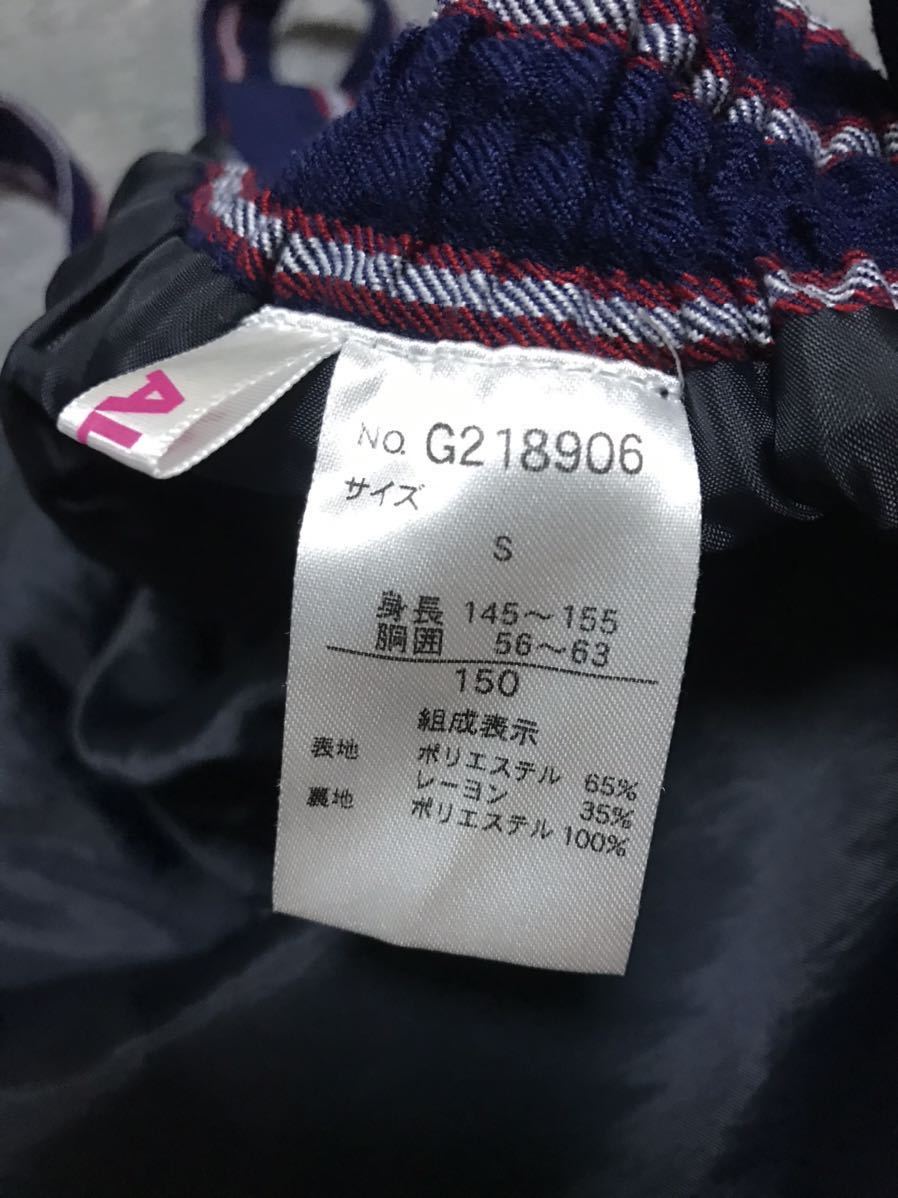 No. G218906
サイズ
S
身長 145〜155
胴囲 56〜63
150
組成表示
表地 ポリエステル 65%
レーヨン 35%
裏地 ポリエステル 100%